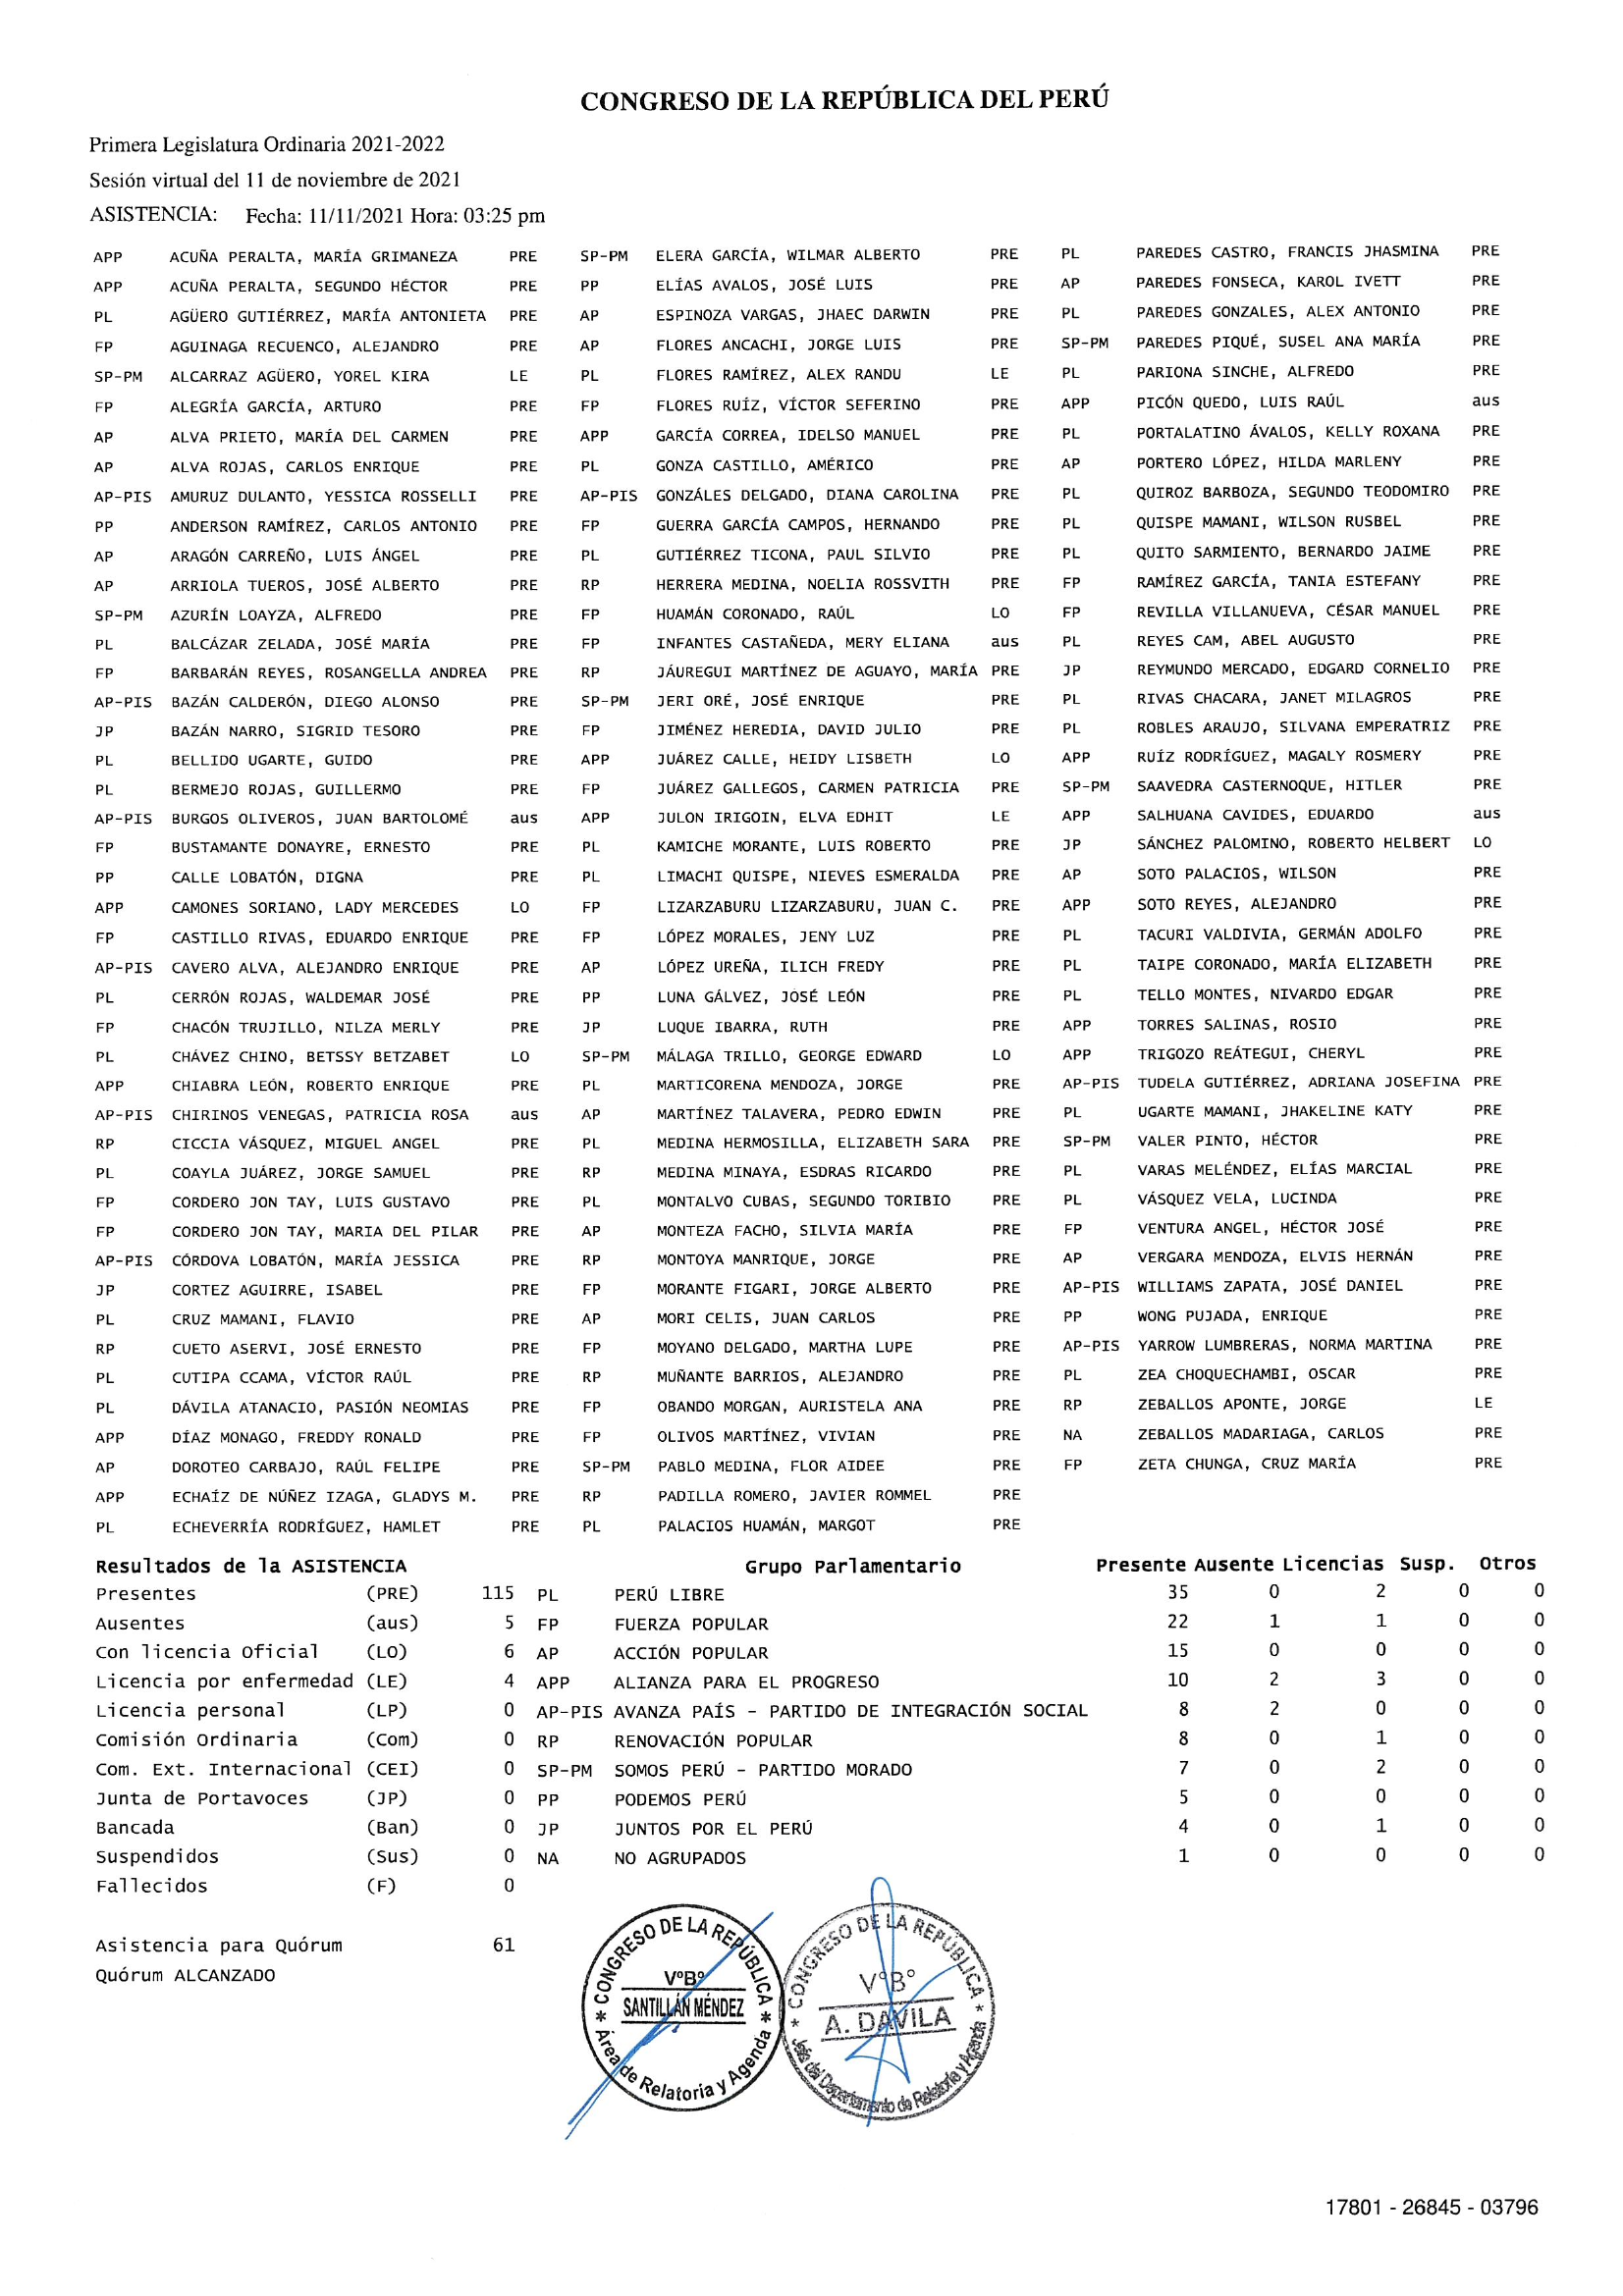 CONGRESO DE LA REPÚBLICA DEL PERÚ
Primera Legislatura Ordinaria 2021-2022
Sesión virtual del 11 de noviembre de 2021
ASISTENCIA: Fecha: 11/11/2021 Hora: 03:25 pm
APP ACUÑA PERALTA, MARÍA GRIMANEZA PRE SP-PM ELERA GARCÍA, WILMAR ALBERTO PRE PL PAREDES CASTRO, FRANCIS JHASMINA PRE
APP ACUÑA PERALTA, SEGUNDO HÉCTOR PRE PP ELÍAS AVALOS, JOSÉ LUIS PRE AP PAREDES FONSECA, KAROL IVETT PRE
PL AGÜERO GUTIÉRREZ, MARÍA ANTONIETA PRE AP ESPINOZA VARGAS, JHAEC DARWIN PRE PL PAREDES GONZALES, ALEX ANTONIO PRE
FP AGUINAGA RECUENCO, ALEJANDRO PRE AP FLORES ANCACHI, JORGE LUIS PRE SP-PM PAREDES PIQUÉ, SUSEL ANA MARÍA PRE
SP-PM ALCARRAZ AGÜERO, YOREL KIRA LE PL FLORES RAMÍREZ, ALEX RANDU LE PL PARIONA SINCHE, ALFREDO PRE
FP ALEGRÍA GARCÍA, ARTURO PRE FP FLORES RUÍZ, VÍCTOR SEFERINO PRE APP PICÓN QUEDO, LUIS RAÚL aus
AP ALVA PRIETO, MARÍA DEL CARMEN PRE APP GARCÍA CORREA, IDELSO MANUEL PRE PL PORTALATINO ÁVALOS, KELLY ROXANA PRE
AP ALVA ROJAS, CARLOS ENRIQUE PRE PL GONZA CASTILLO, AMÉRICO PRE AP PORTERO LÓPEZ, HILDA MARLENY PRE
AP-PIS AMURUZ DULANTO, YESSICA ROSSELLI PRE AP-PIS GONZÁLES DELGADO, DIANA CAROLINA PRE PL QUIROZ BARBOZA, SEGUNDO TEODOMIRO PRE
PP ANDERSON RAMÍREZ, CARLOS ANTONIO PRE FP GUERRA GARCÍA CAMPOS, HERNANDO PRE PL QUISPE MAMANI, WILSON RUSBEL PRE
AP ARAGÓN CARREÑO, LUIS ÁNGEL PRE PL GUTIÉRREZ TICONA, PAUL SILVIO PRE PL QUITO SARMIENTO, BERNARDO JAIME PRE
AP ARRIOLA TUEROS, JOSÉ ALBERTO PRE RP HERRERA MEDINA, NOELIA ROSSVITH PRE FP RAMÍREZ GARCÍA, TANIA ESTEFANY PRE
SP-PM AZURÍN LOAYZA, ALFREDO PRE FP HUAMÁN CORONADO, RAÚL LO FP REVILLA VILLANUEVA, CÉSAR MANUEL PRE
PL BALCÁZAR ZELADA, JOSÉ MARÍA PRE FP INFANTES CASTAÑEDA, MERY ELIANA aus PL REYES CAM, ABEL AUGUSTO PRE
FP BARBARÁN REYES, ROSANGELLA ANDREA PRE RP JÁUREGUI MARTÍNEZ DE AGUAYO, MARÍA PRE JP REYMUNDO MERCADO, EDGARD CORNELIO PRE
AP-PIS BAZÁN CALDERÓN, DIEGO ALONSO PRE SP-PM JERI ORÉ, JOSÉ ENRIQUE PRE PL RIVAS CHACARA, JANET MILAGROS PRE
JP BAZÁN NARRO, SIGRID TESORO PRE FP JIMÉNEZ HEREDIA, DAVID JULIO PRE PL ROBLES ARAUJO, SILVANA EMPERATRIZ PRE
PL BELLIDO UGARTE, GUIDO PRE APP JUÁREZ CALLE, HEIDY LISBETH LO APP RUÍZ RODRÍGUEZ, MAGALY ROSMERY PRE
PL BERMEJO ROJAS, GUILLERMO PRE FP JUÁREZ GALLEGOS, CARMEN PATRICIA PRE SP-PM SAAVEDRA CASTERNOQUE, HITLER PRE
AP-PIS BURGOS OLIVEROS, JUAN BARTOLOMÉ aus APP JULON IRIGOIN, ELVA EDHIT LE APP SALHUANA CAVIDES, EDUARDO aus
FP BUSTAMANTE DONAYRE, ERNESTO PRE PL KAMICHE MORANTE, LUIS ROBERTO PRE JP SÁNCHEZ PALOMINO, ROBERTO HELBERT LO
PP CALLE LOBATÓN, DIGNA PRE PL LIMACHI QUISPE, NIEVES ESMERALDA PRE AP SOTO PALACIOS, WILSON PRE
APP CAMONES SORIANO, LADY MERCEDES LO FP LIZARZABURU LIZARZABURU, JUAN C. PRE APP SOTO REYES, ALEJANDRO PRE
FP CASTILLO RIVAS, EDUARDO ENRIQUE PRE FP LÓPEZ MORALES, JENY LUZ PRE PL TACURI VALDIVIA, GERMÁN ADOLFO PRE
AP-PIS CAVERO ALVA, ALEJANDRO ENRIQUE PRE AP LÓPEZ UREÑA, ILICH FREDY PRE PL TAIPE CORONADO, MARÍA ELIZABETH PRE
PL CERRÓN ROJAS, WALDEMAR JOSÉ PRE PP LUNA GÁLVEZ, JOSÉ LEÓN PRE PL TELLO MONTES, NIVARDO EDGAR PRE
FP CHACÓN TRUJILLO, NILZA MERLY PRE JP LUQUE IBARRA, RUTH PRE APP TORRES SALINAS, ROSIO PRE
PL CHÁVEZ CHINO, BETSSY BETZABET LO SP-PM MÁLAGA TRILLO, GEORGE EDWARD LO APP TRIGOZO REÁTEGUI, CHERYL PRE
APP CHIABRA LEÓN, ROBERTO ENRIQUE PRE PL MARTICORENA MENDOZA, JORGE PRE AP-PIS TUDELA GUTIÉRREZ, ADRIANA JOSEFINA PRE
AP-PIS CHIRINOS VENEGAS, PATRICIA ROSA aus AP MARTÍNEZ TALAVERA, PEDRO EDWIN PRE PL UGARTE MAMANI, JHAKELINE KATY PRE
RP CICCIA VÁSQUEZ, MIGUEL ANGEL PRE PL MEDINA HERMOSILLA, ELIZABETH SARA PRE SP-PM VALER PINTO, HÉCTOR PRE
PL COAYLA JUÁREZ, JORGE SAMUEL PRE RP MEDINA MINAYA, ESDRAS RICARDO PRE PL VARAS MELÉNDEZ, ELÍAS MARCIAL PRE
FP CORDERO JON TAY, LUIS GUSTAVO PRE PL MONTALVO CUBAS, SEGUNDO TORIBIO PRE PL VÁSQUEZ VELA, LUCINDA PRE
FP CORDERO JON TAY, MARIA DEL PILAR PRE AP MONTEZA FACHO, SILVIA MARÍA PRE FP VENTURA ANGEL, HÉCTOR JOSÉ PRE
AP-PIS CÓRDOVA LOBATÓN, MARÍA JESSICA PRE RP MONTOYA MANRIQUE, JORGE PRE AP VERGARA MENDOZA, ELVIS HERNÁN PRE
JP CORTEZ AGUIRRE, ISABEL PRE FP MORANTE FIGARI, JORGE ALBERTO PRE AP-PIS WILLIAMS ZAPATA, JOSÉ DANIEL PRE
PL CRUZ MAMANI, FLAVIO PRE AP MORI CELIS, JUAN CARLOS PRE PP WONG PUJADA, ENRIQUE PRE
RP CUETO ASERVI, JOSÉ ERNESTO PRE FP MOYANO DELGADO, MARTHA LUPE PRE AP-PIS YARROW LUMBRERAS, NORMA MARTINA PRE
PL CUTIPA CCAMA, VÍCTOR RAÚL PRE RP MUÑANTE BARRIOS, ALEJANDRO PRE PL ZEA CHOQUECHAMBI, OSCAR PRE
PL DÁVILA ATANACIO, PASIÓN NEOMIAS PRE FP OBANDO MORGAN, AURISTELA ANA PRE RP ZEBALLOS APONTE, JORGE LE
APP DÍAZ MONAGO, FREDDY RONALD PRE FP OLIVOS MARTÍNEZ, VIVIAN PRE NA ZEBALLOS MADARIAGA, CARLOS PRE
AP DOROTEO CARBAJO, RAÚL FELIPE PRE SP-PM PABLO MEDINA, FLOR AIDEE PRE FP ZETA CHUNGA, CRUZ MARÍA PRE
APP ECHAÍZ DE NÚÑEZ IZAGA, GLADYS M. PRE RP PADILLA ROMERO, JAVIER ROMMEL PRE
PL ECHEVERRÍA RODRÍGUEZ, HAMLET PRE PL PALACIOS HUAMÁN, MARGOT PRE
Resultados de la ASISTENCIA Grupo Parlamentario Presente Ausente Licencias Susp. Otros
Presentes (PRE) 115 PL PERÚ LIBRE 35 0 2 0 0
Ausentes (aus) 5 FP FUERZA POPULAR 22 1 1 0 0
Con licencia Oficial (LO) 6 AP ACCIÓN POPULAR 15 0 0 0 0
Licencia por enfermedad (LE) 4 APP ALIANZA PARA EL PROGRESO 10 2 3 0 0
Licencia personal (LP) 0 AP-PIS AVANZA PAÍS - PARTIDO DE INTEGRACIÓN SOCIAL 8 2 0 0 0
Comisión Ordinaria (Com) 0 RP RENOVACIÓN POPULAR 8 0 1 0 0
Com. Ext. Internacional (CEI) 0 SP-PM SOMOS PERÚ - PARTIDO MORADO 7 0 2 0 0
Junta de Portavoces (JP) 0 PP PODEMOS PERÚ 5 0 0 0 0
Bancada (Ban) 0 JP JUNTOS POR EL PERÚ 4 0 1 0 0
Suspendidos (Sus) 0 NA NO AGRUPADOS 1 0 0 0 0
Fallecidos (F) 0
Asistencia para Quórum 61
Quórum ALCANZADO
* CONGRESO DE LA REPÚBLICA *
V°B°
SANTILLÁN MÉNDEZ
Área de Relatoría y Agenda
* CONGRESO DE LA REPÚBLICA *
V°B°
A. DAVILA
Jefa del Departamento de Relatoría y Agenda
17801 - 26845 - 03796